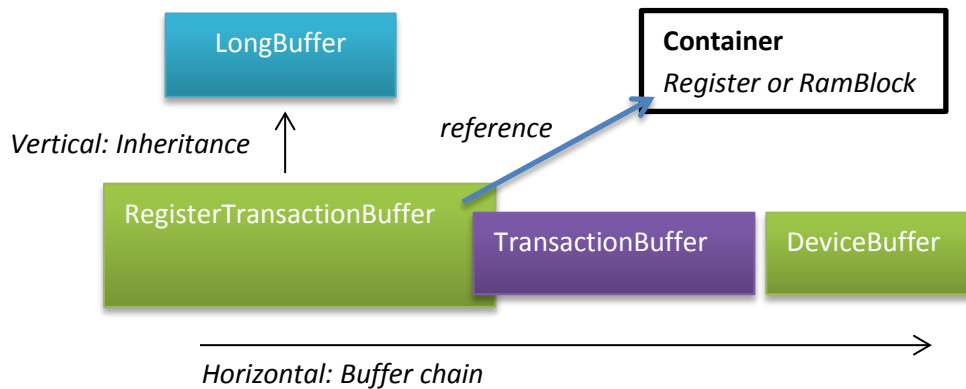 LongBuffer
Container
Register or RamBlock
reference
Vertical: Inheritance
RegisterTransactionBuffer
TransactionBuffer
DeviceBuffer
Horizontal: Buffer chain